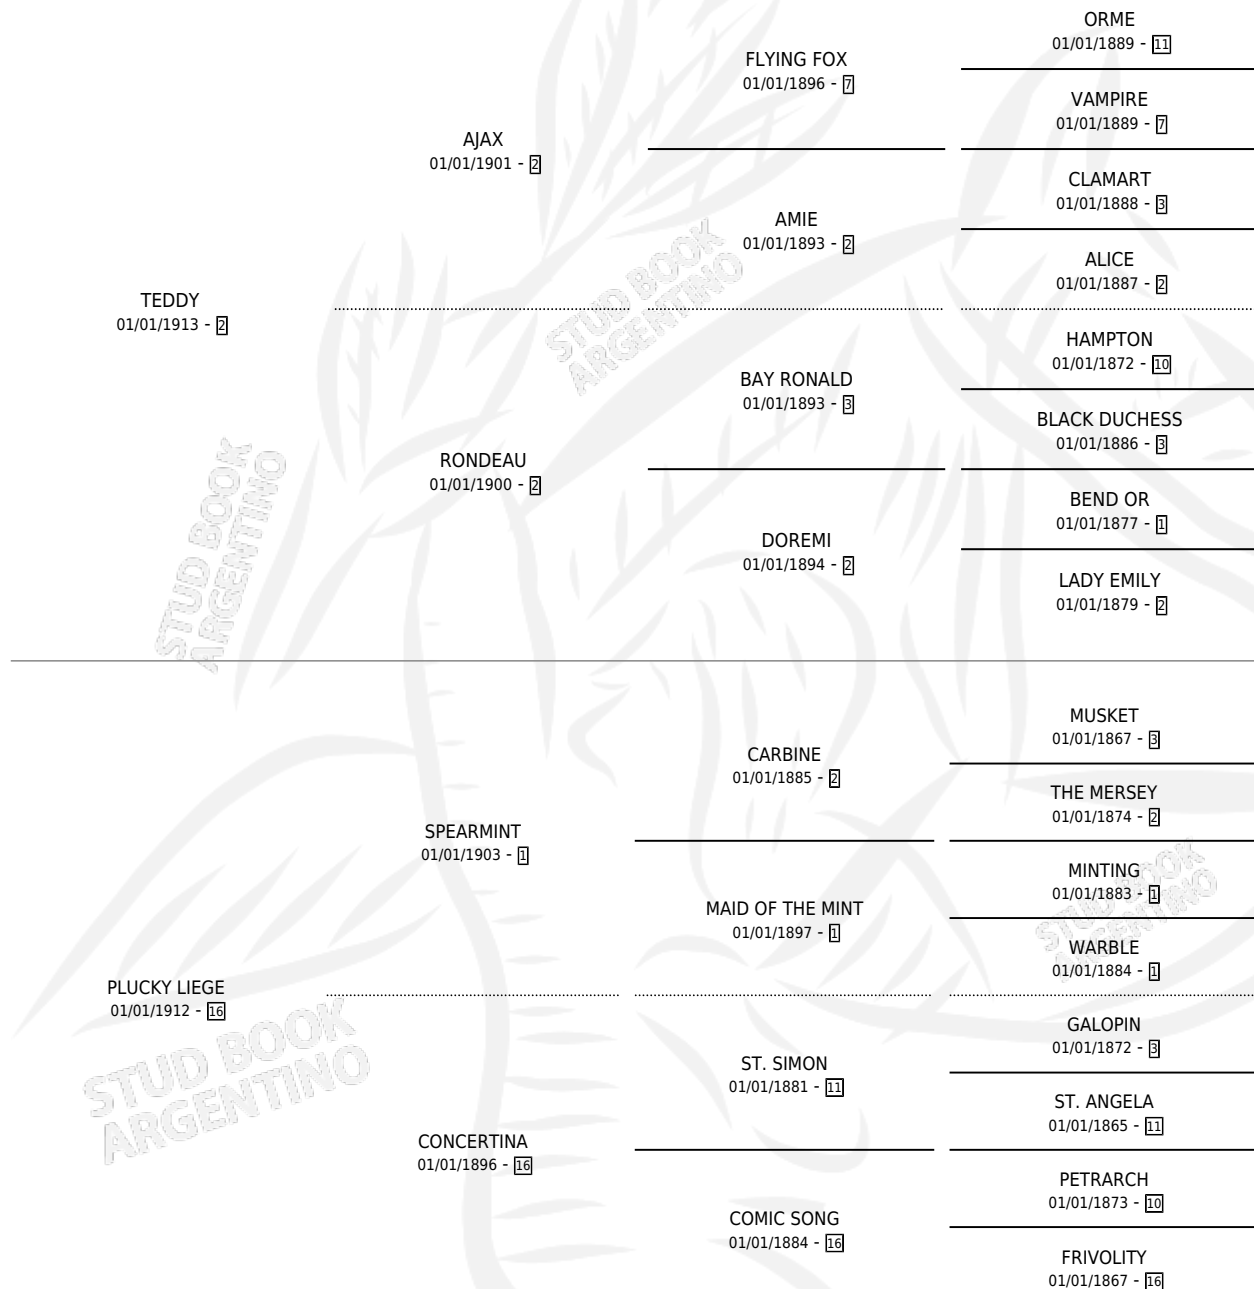 ORME
01/01/1889 - 11
FLYING FOX
01/01/1896 - 7
VAMPIRE
01/01/1889 - 7
AJAX
01/01/1901 - 2
CLAMART
01/01/1888 - 3
AMIE
01/01/1893 - 2
ALICE
01/01/1887 - 2
TEDDY
01/01/1913 - 2
HAMPTON
01/01/1872 - 10
BAY RONALD
01/01/1893 - 3
BLACK DUCHESS
01/01/1886 - 3
RONDEAU
01/01/1900 - 2
BEND OR
01/01/1877 - 1
DOREMI
01/01/1894 - 2
LADY EMILY
01/01/1879 - 2
MUSKET
01/01/1867 - 3
CARBINE
01/01/1885 - 2
THE MERSEY
01/01/1874 - 2
SPEARMINT
01/01/1903 - 1
MINTING
01/01/1883 - 1
MAID OF THE MINT
01/01/1897 - 1
WARBLE
01/01/1884 - 1
PLUCKY LIEGE
01/01/1912 - 16
GALOPIN
01/01/1872 - 3
ST. SIMON
01/01/1881 - 11
ST. ANGELA
01/01/1865 - 11
CONCERTINA
01/01/1896 - 16
PETRARCH
01/01/1873 - 10
COMIC SONG
01/01/1884 - 16
FRIVOLITY
01/01/1867 - 16
STUD BOOK
ARGENTINO
STUD BOOK
ARGENTINO
STUD BOOK
ARGENTINO
STUD BOOK
ARGENTINO